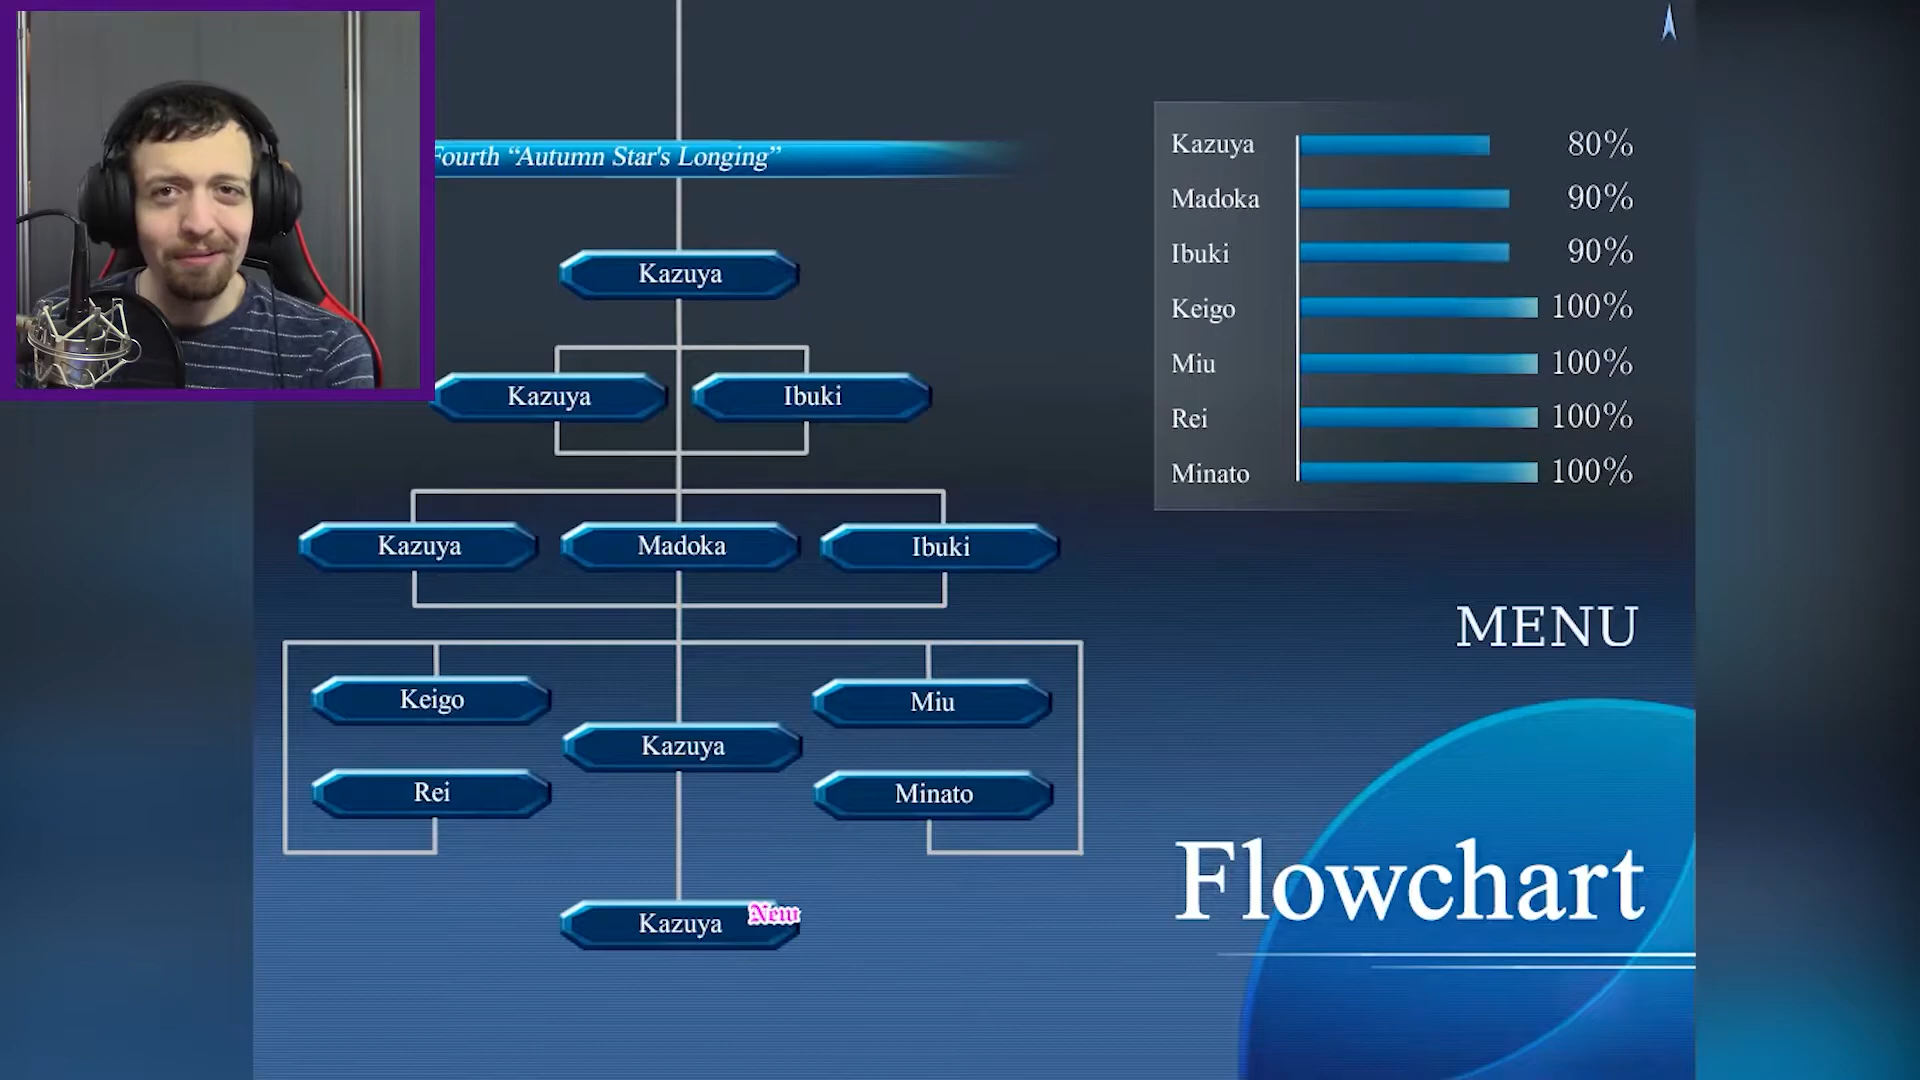 Fourth “Autumn Star's Longing”
Kazuya
Kazuya
Ibuki
Kazuya
Madoka
Ibuki
Keigo
Miu
Kazuya
Rei
Minato
Kazuya
New
Kazuya 80%
Madoka 90%
Ibuki 90%
Keigo 100%
Miu 100%
Rei 100%
Minato 100%
MENU
Flowchart